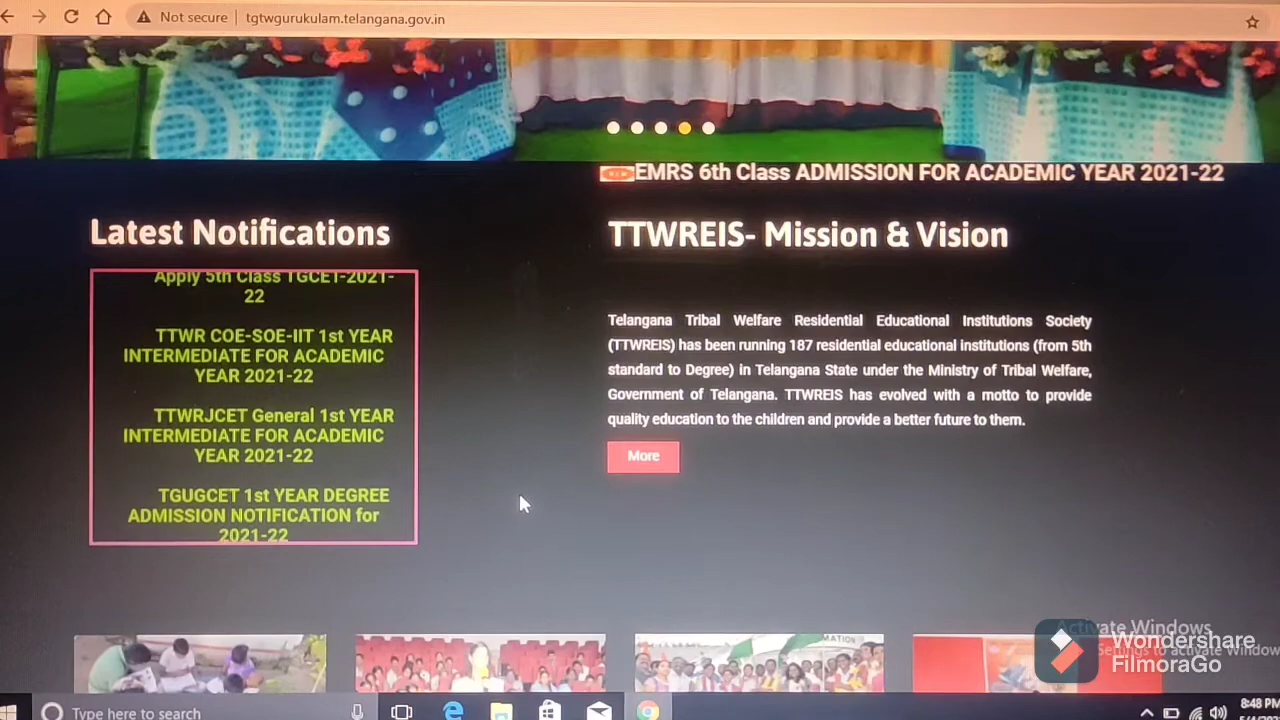 Not secure | tgtwgurukulam.telangana.gov.in
EMRS 6th Class ADMISSION FOR ACADEMIC YEAR 2021-22
Latest Notifications
Apply 5th Class TGCET-2021-
22
TTWR COE-SOE-IIT 1st YEAR
INTERMEDIATE FOR ACADEMIC
YEAR 2021-22
TTWRJCET General 1st YEAR
INTERMEDIATE FOR ACADEMIC
YEAR 2021-22
TGUGCET 1st YEAR DEGREE
ADMISSION NOTIFICATION for
2021-22
TTWREIS- Mission & Vision
Telangana Tribal Welfare Residential Educational Institutions Society
(TTWREIS) has been running 187 residential educational institutions (from 5th
standard to Degree) in Telangana State under the Ministry of Tribal Welfare,
Government of Telangana. TTWREIS has evolved with a motto to provide
quality education to the children and provide a better future to them.
More
MATION
Activate Windows
Settings to activate Window
Wondershare
FilmoraGo
Type here to search
8:48 PM